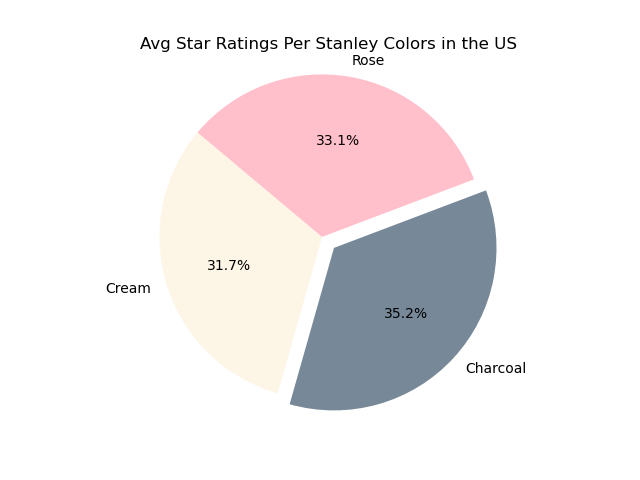 Avg Star Ratings Per Stanley Colors in the US
Rose
33.1%
31.7%
Cream
35.2%
Charcoal